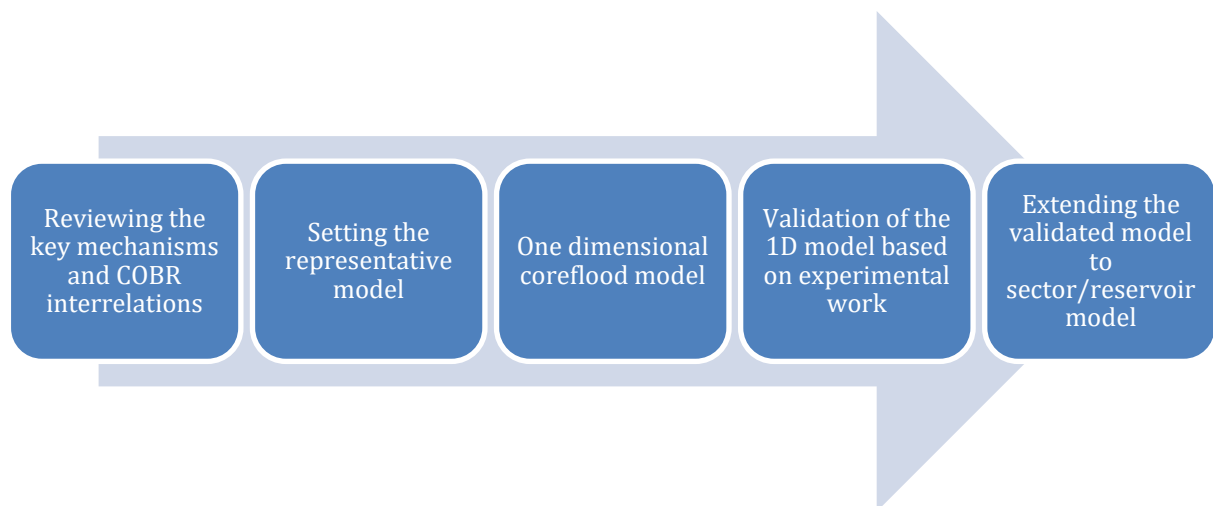 Reviewing the
key mechanisms
and COBR
interrelations
Setting the
representative
model
One dimensional
coreflood model
Validation of the
1D model based
on experimental
work
Extending the
validated model
to
sector/reservoir
model